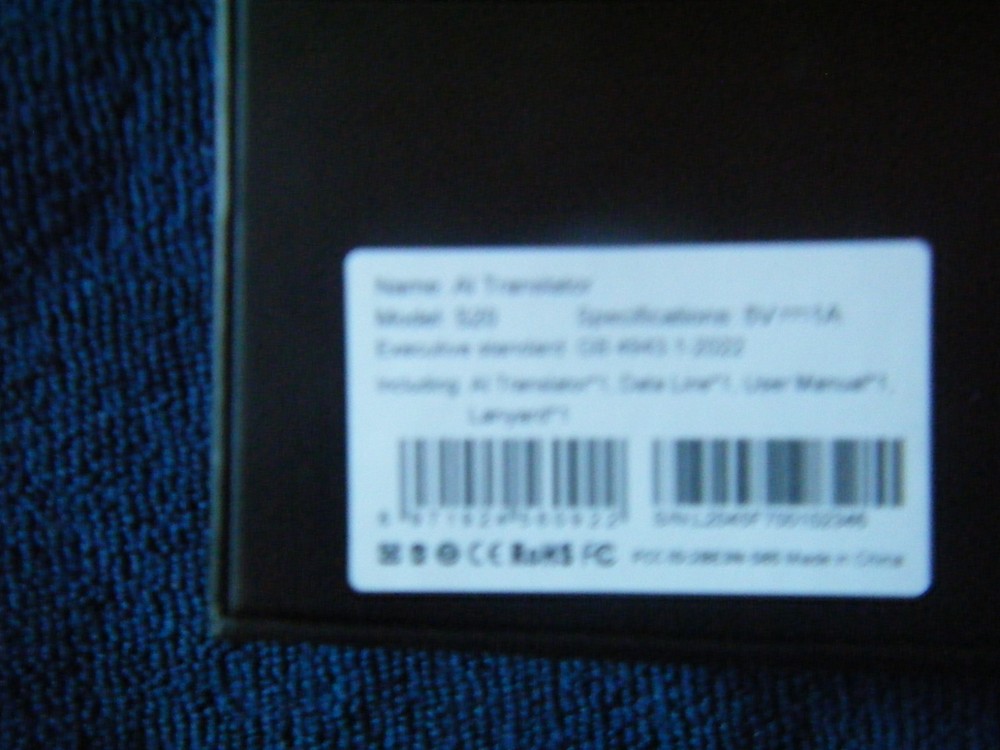 Name: AI Translator
Model: S20 Specifications: 5V⎓1A
Executive standard: GB 4943.1-2022
Including: AI Translator*1, Data Line*1, User Manual*1,
Lanyard*1
S/N:
CE RoHS FC Made in China